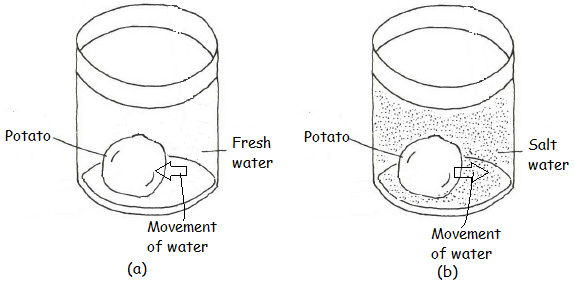 Potato
Fresh
water
Movement
of water
(a)
Potato
Salt
water
Movement
of water
(b)